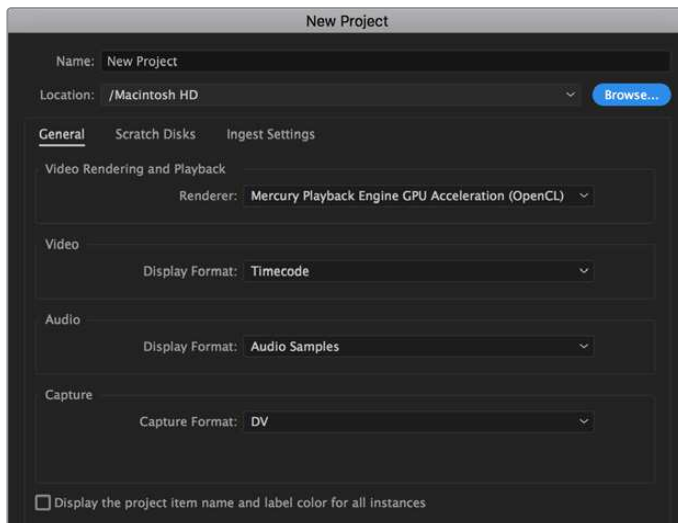 New Project
Name: New Project
Location: /Macintosh HD Browse...
General Scratch Disks Ingest Settings
Video Rendering and Playback
Renderer: Mercury Playback Engine GPU Acceleration (OpenCL)
Video
Display Format: Timecode
Audio
Display Format: Audio Samples
Capture
Capture Format: DV
Display the project item name and label color for all instances